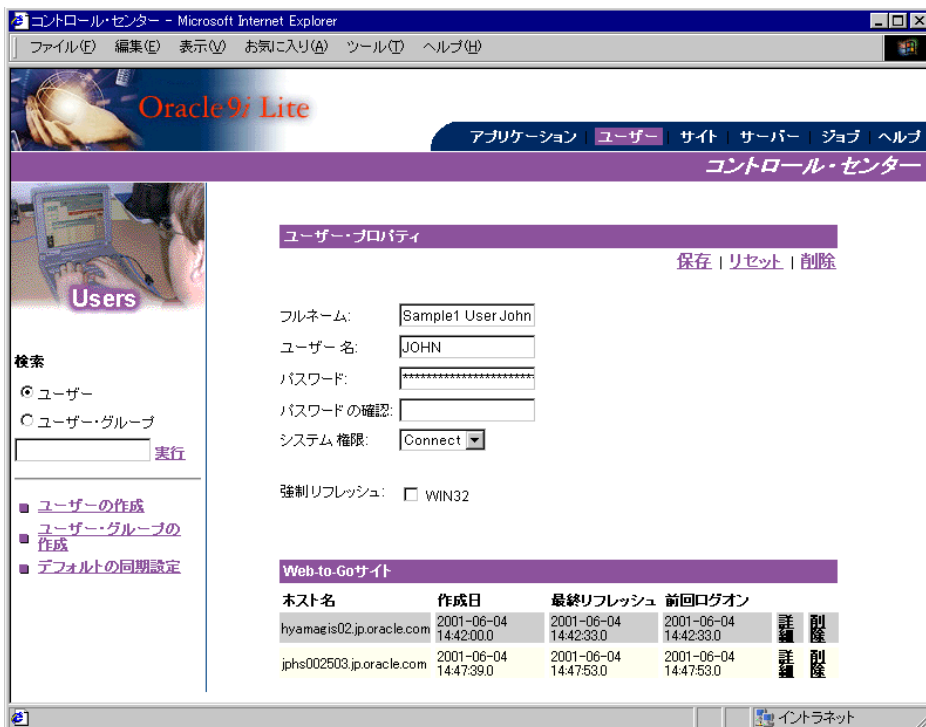 コントロール・センター - Microsoft Internet Explorer
ファイル(F) 編集(E) 表示(V) お気に入り(A) ツール(T) ヘルプ(H)
Oracle9i Lite
アプリケーション ユーザー サイト サーバー ジョブ ヘルプ
コントロール・センター
Users
検索
ユーザー
ユーザー・グループ
実行
ユーザーの作成
ユーザー・グループの
作成
デフォルトの同期設定
ユーザー・プロパティ
保存 | リセット | 削除
フルネーム: Sample1 User John
ユーザー名: JOHN
パスワード: ************************
パスワードの確認:
システム権限: Connect
強制リフレッシュ: WIN32
Web-to-Goサイト
ホスト名 作成日 最終リフレッシュ 前回ログオン
hyamagis02.jp.oracle.com 2001-06-04 14:42:00.0 2001-06-04 14:42:33.0 2001-06-04 14:42:33.0 詳細 削除
jphs002503.jp.oracle.com 2001-06-04 14:47:39.0 2001-06-04 14:47:53.0 2001-06-04 14:47:53.0 詳細 削除
イントラネット